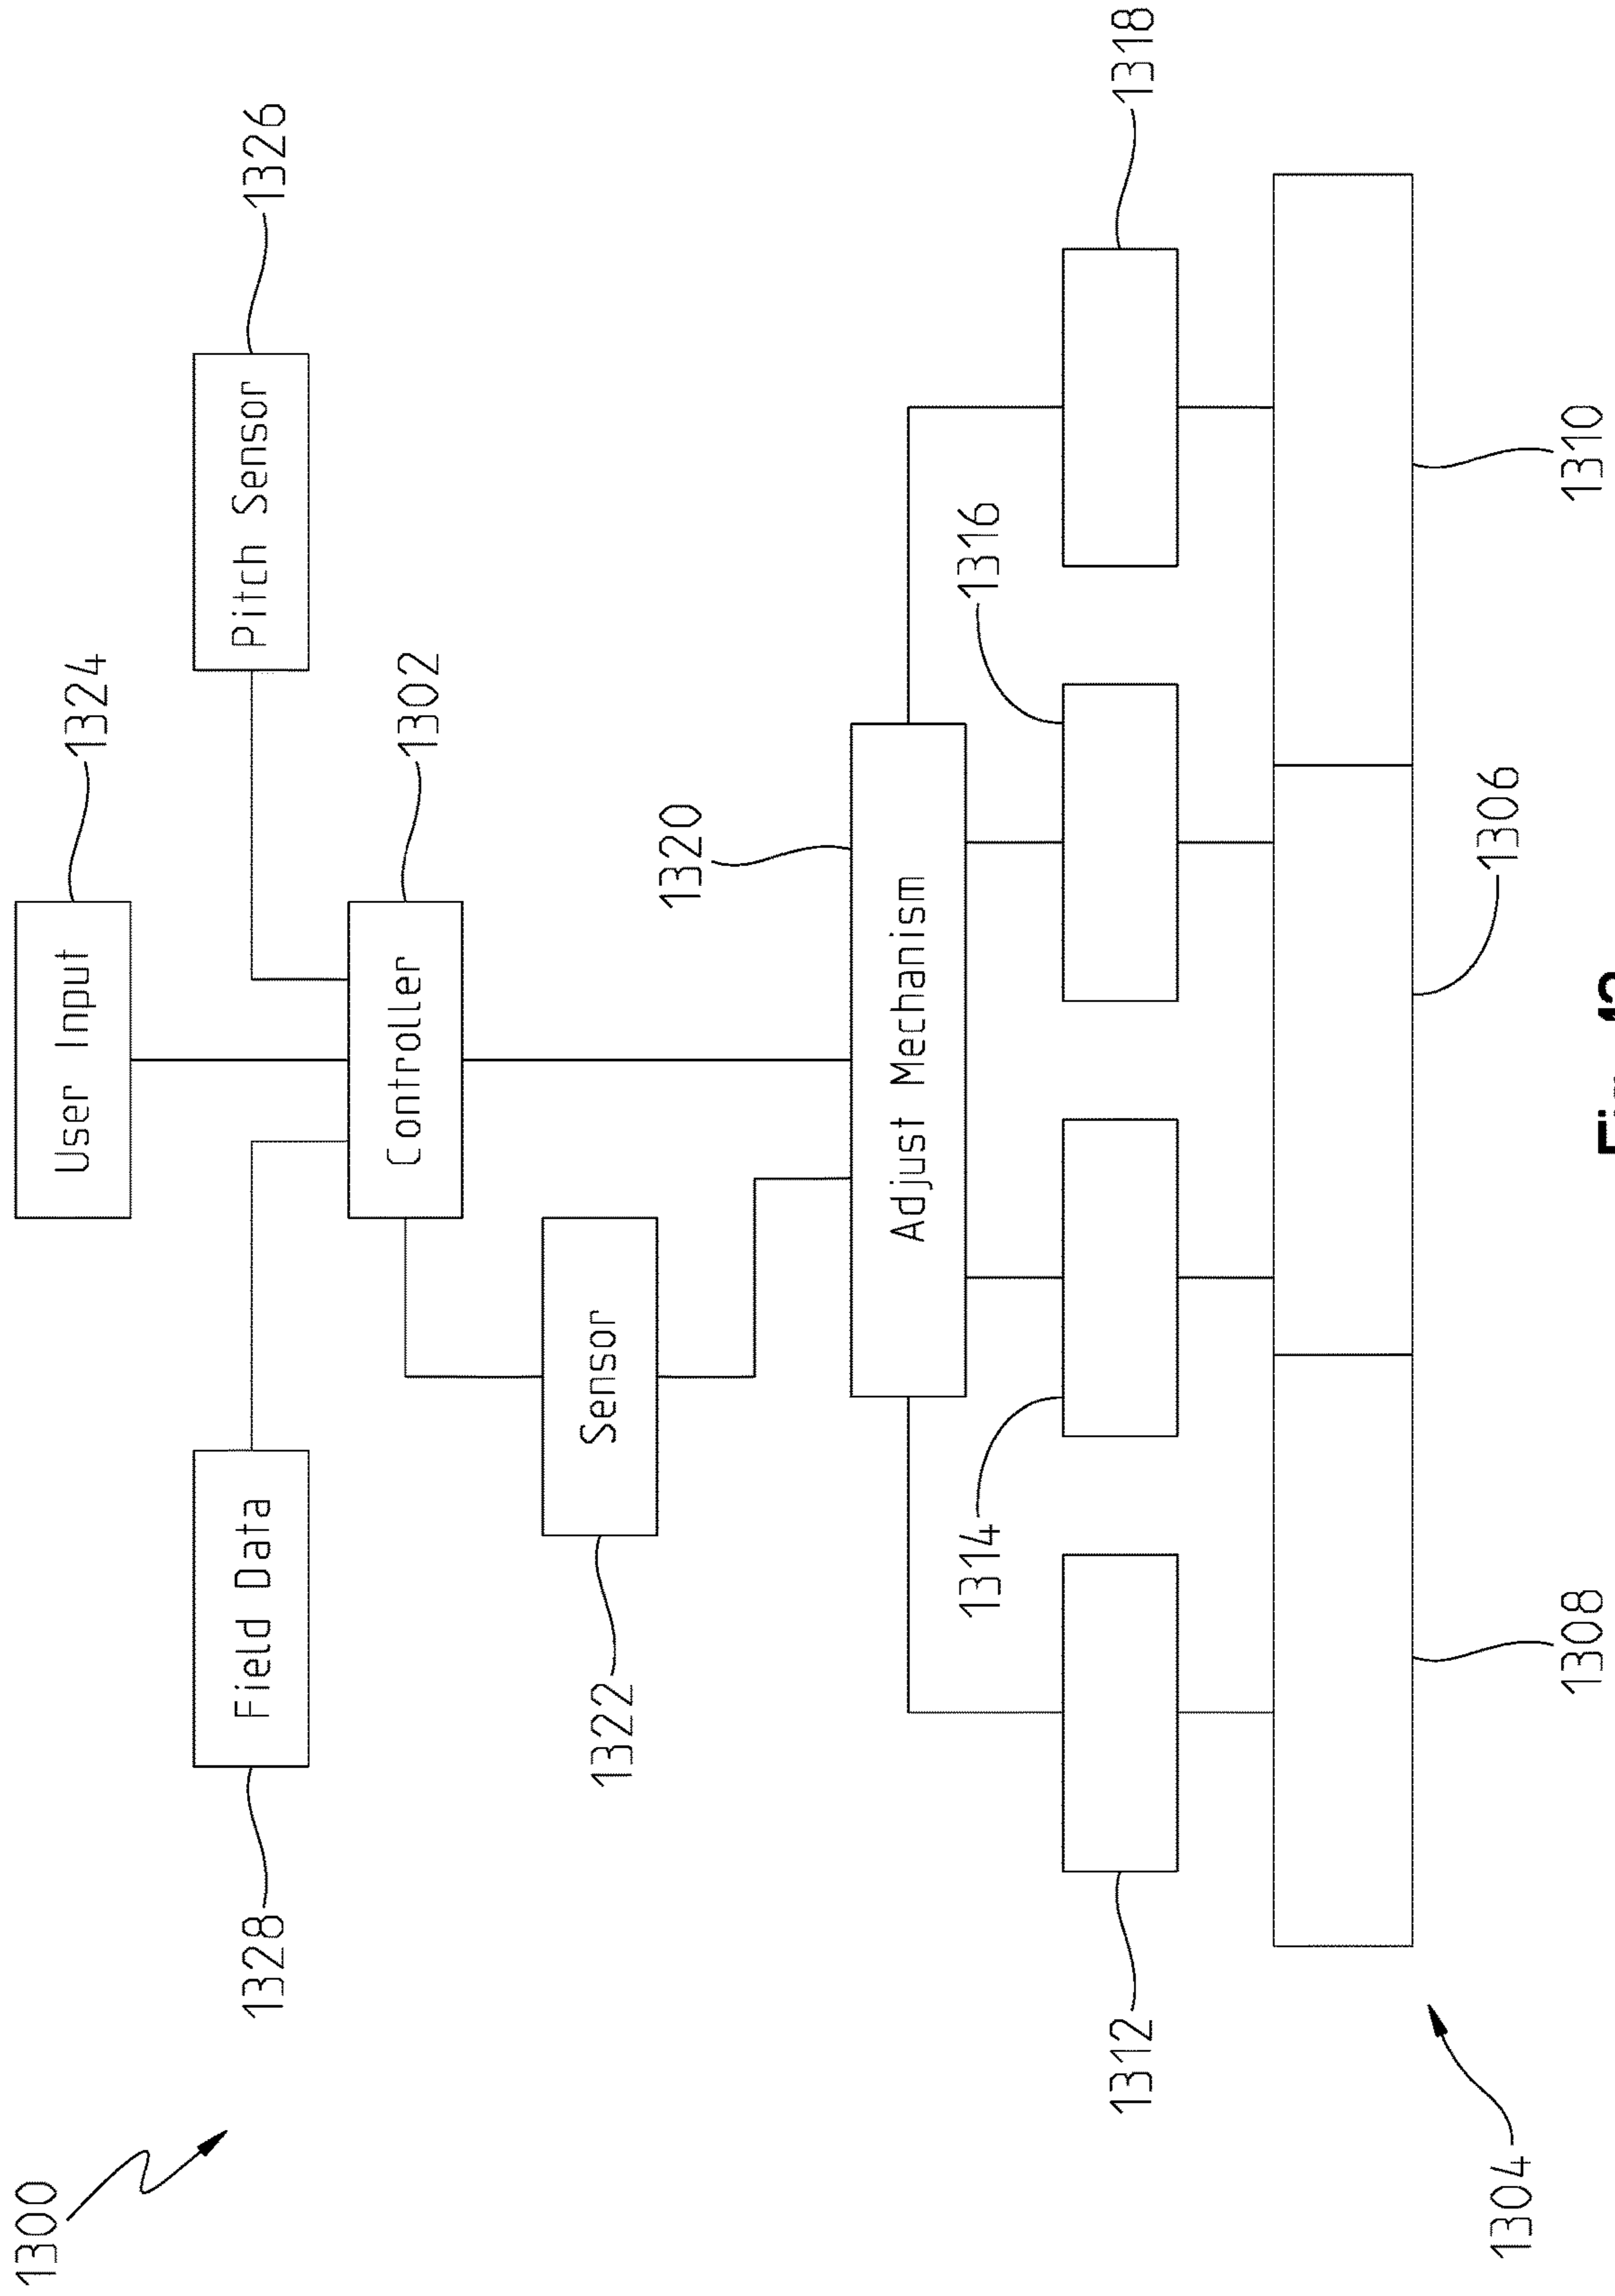 1300
1324
User Input
1328
Field Data
Pitch Sensor
1326
Controller
1302
1322
Sensor
1320
Adjust Mechanism
1314
1316
1312
1318
1304
1306
1308
1310